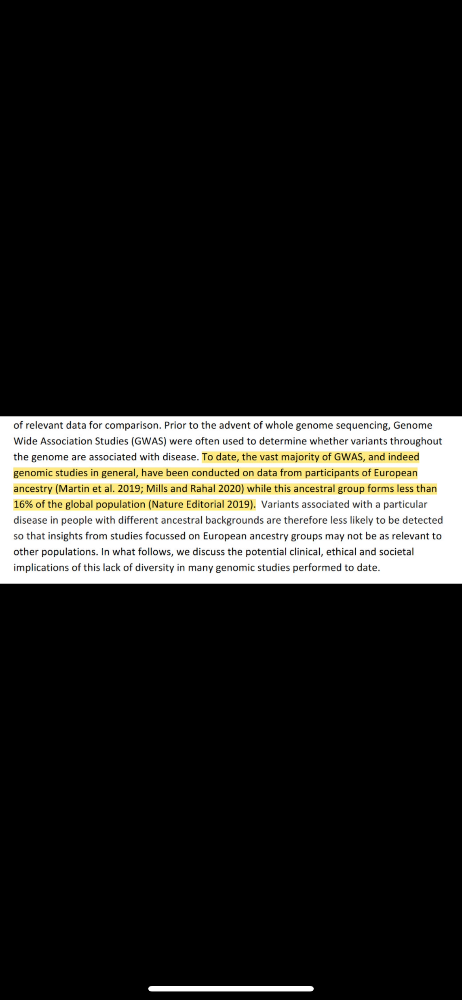 of relevant data for comparison. Prior to the advent of whole genome sequencing, Genome
Wide Association Studies (GWAS) were often used to determine whether variants throughout
the genome are associated with disease. To date, the vast majority of GWAS, and indeed
genomic studies in general, have been conducted on data from participants of European
ancestry (Martin et al. 2019; Mills and Rahal 2020) while this ancestral group forms less than
16% of the global population (Nature Editorial 2019).  Variants associated with a particular
disease in people with different ancestral backgrounds are therefore less likely to be detected
so that insights from studies focussed on European ancestry groups may not be as relevant to
other populations. In what follows, we discuss the potential clinical, ethical and societal
implications of this lack of diversity in many genomic studies performed to date.